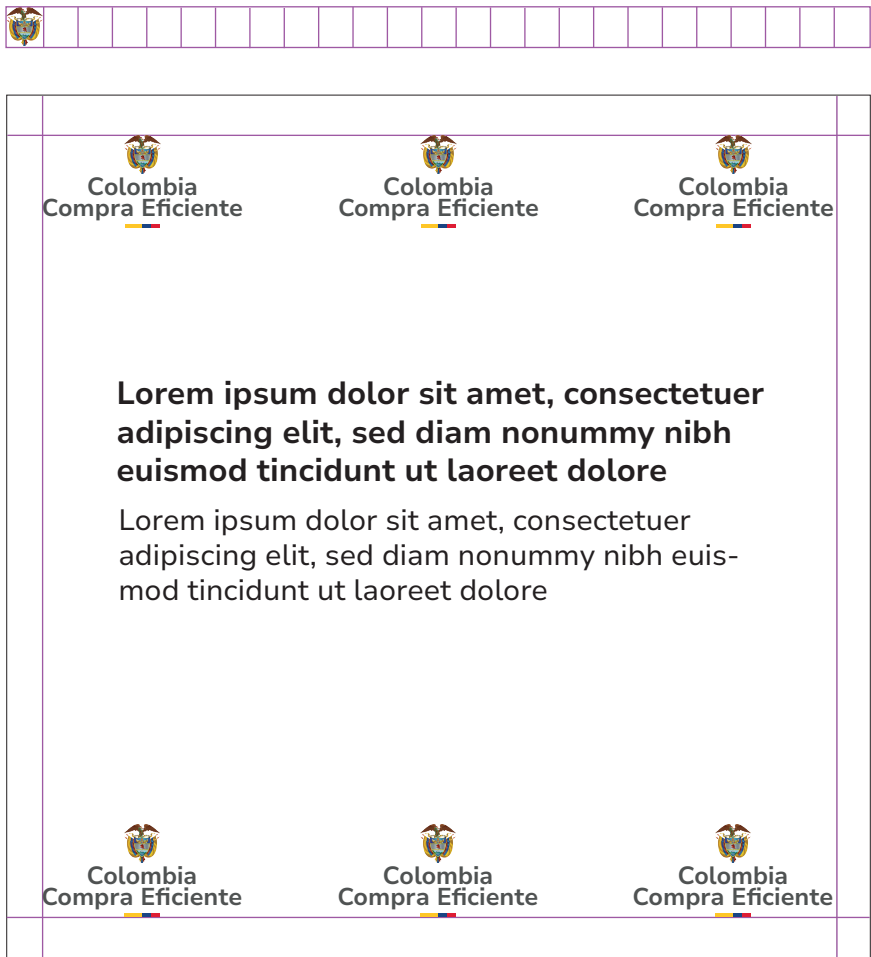 Colombia
Compra Eficiente
Colombia
Compra Eficiente
Colombia
Compra Eficiente
Lorem ipsum dolor sit amet, consectetuer
adipiscing elit, sed diam nonummy nibh
euismod tincidunt ut laoreet dolore
Lorem ipsum dolor sit amet, consectetuer
adipiscing elit, sed diam nonummy nibh euis-
mod tincidunt ut laoreet dolore
Colombia
Compra Eficiente
Colombia
Compra Eficiente
Colombia
Compra Eficiente